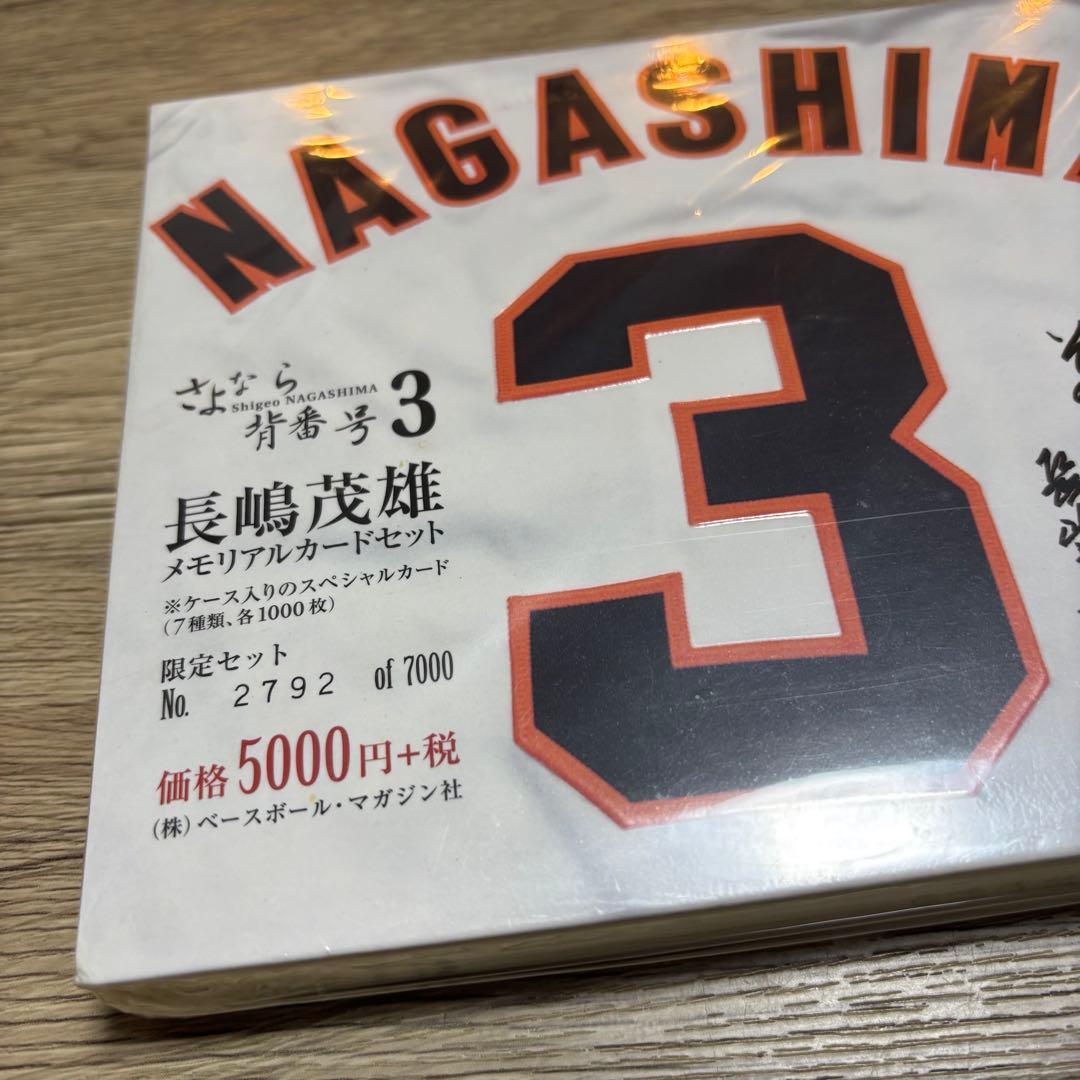 NAGASHIMA
3
さよなら
Shigeo NAGASHIMA
背番号3
長嶋茂雄
メモリアルカードセット
※ケース入りのスペシャルカード
(7種類、各1000枚)
限定セット
No. 2792 of 7000
価格 5000円+税
(株)ベースボール・マガジン社